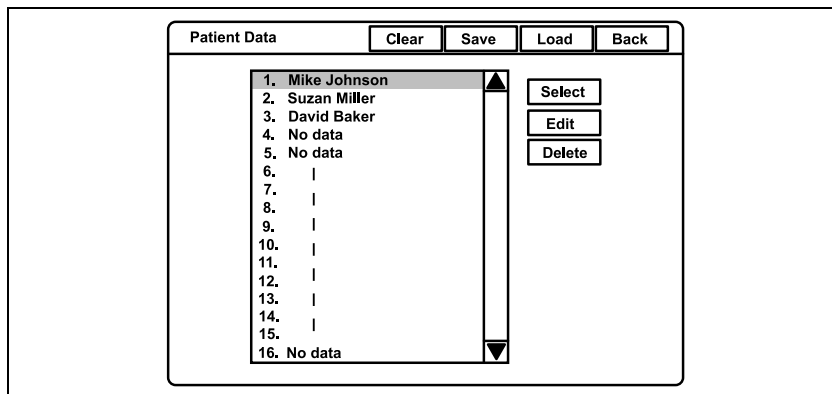 Patient Data Clear Save Load Back
1. Mike Johnson
2. Suzan Miller
3. David Baker
4. No data
5. No data
6.
7.
8.
9.
10.
11.
12.
13.
14.
15.
16. No data
Select
Edit
Delete